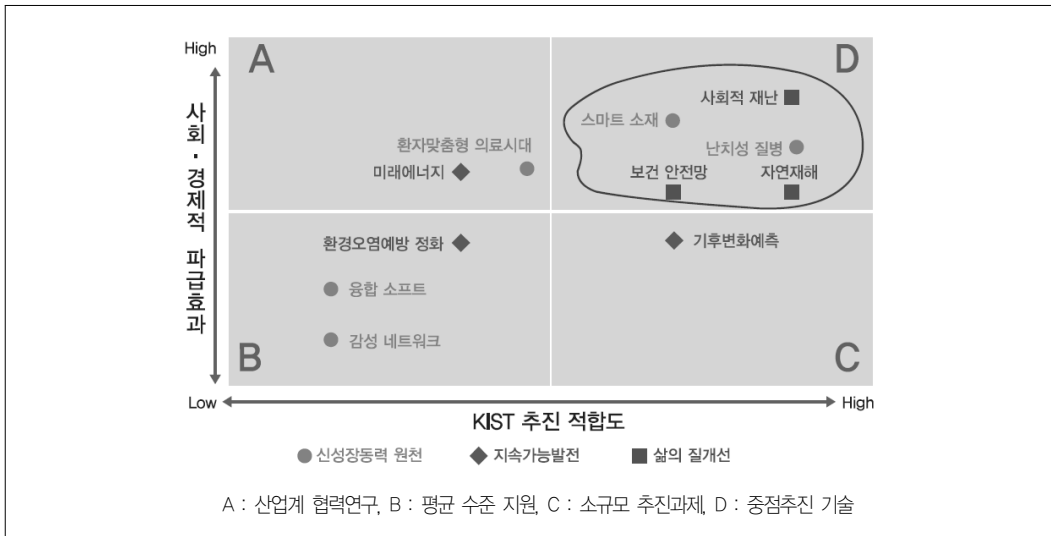 High
A
D
사회·경제적 파급효과
사회적 재난
스마트 소재
환자맞춤형 의료시대
난치성 질병
미래에너지
보건 안전망
자연재해
환경오염예방 정화
기후변화예측
융합 소프트
감성 네트워크
B
C
Low
High
KIST 추진 적합도
신성장동력 원천
지속가능발전
삶의 질개선
A : 산업계 협력연구, B : 평균 수준 지원, C : 소규모 추진과제, D : 중점추진 기술